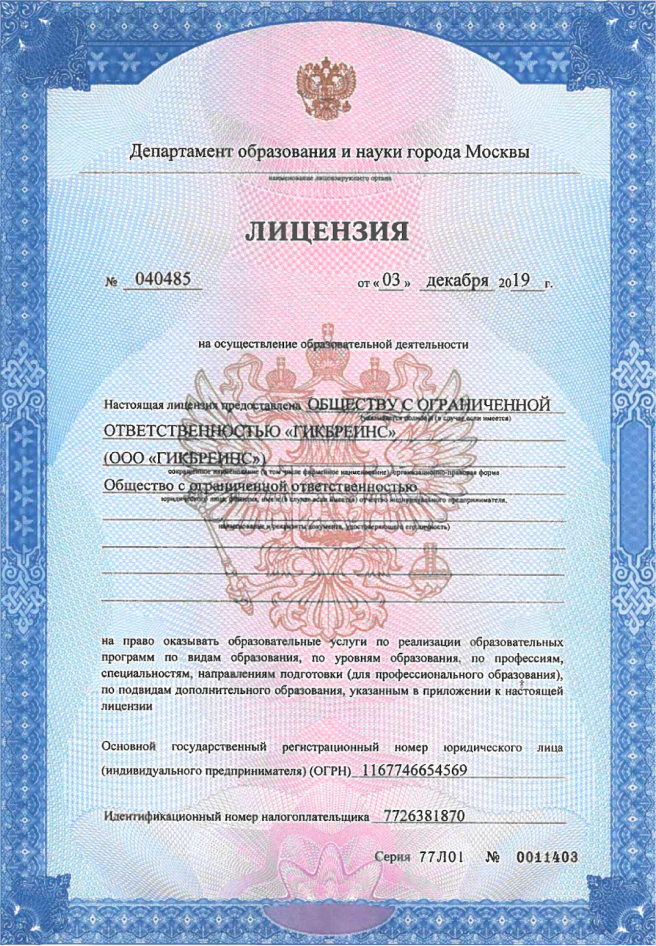 Департамент образования и науки города Москвы
наименование лицензирующего органа
ЛИЦЕНЗИЯ
№ 040485 от «03» декабря 2019 г.
на осуществление образовательной деятельности
Настоящая лицензия предоставлена ОБЩЕСТВУ С ОГРАНИЧЕННОЙ
(указываются полное и (в случае если имеется)
ОТВЕТСТВЕННОСТЬЮ «ГИКБРЕИНС»
(ООО «ГИКБРЕИНС»)
сокращённое наименование (в том числе фирменное наименование), организационно-правовая форма
Общество с ограниченной ответственностью
юридического лица, фамилия, имя и (в случае если имеется) отчество индивидуального предпринимателя,
наименование и реквизиты документа, удостоверяющего его личность)
на право оказывать образовательные услуги по реализации образовательных
программ по видам образования, по уровням образования, по профессиям,
специальностям, направлениям подготовки (для профессионального образования),
по подвидам дополнительного образования, указанным в приложении к настоящей
лицензии
Основной государственный регистрационный номер юридического лица
(индивидуального предпринимателя) (ОГРН) 1167746654569
Идентификационный номер налогоплательщика 7726381870
Серия 77Л01 № 0011403